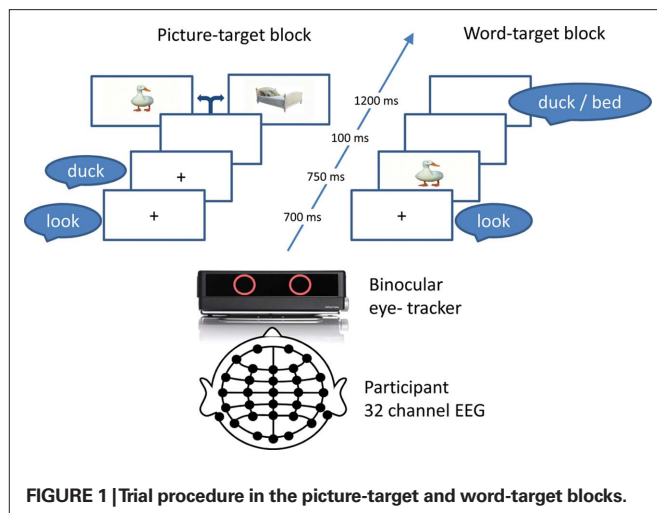 Picture-target block
Word-target block
1200 ms
duck / bed
100 ms
duck
+
750 ms
look
+
700 ms
+
look
Binocular
eye- tracker
Participant
32 channel EEG
FIGURE 1 | Trial procedure in the picture-target and word-target blocks.